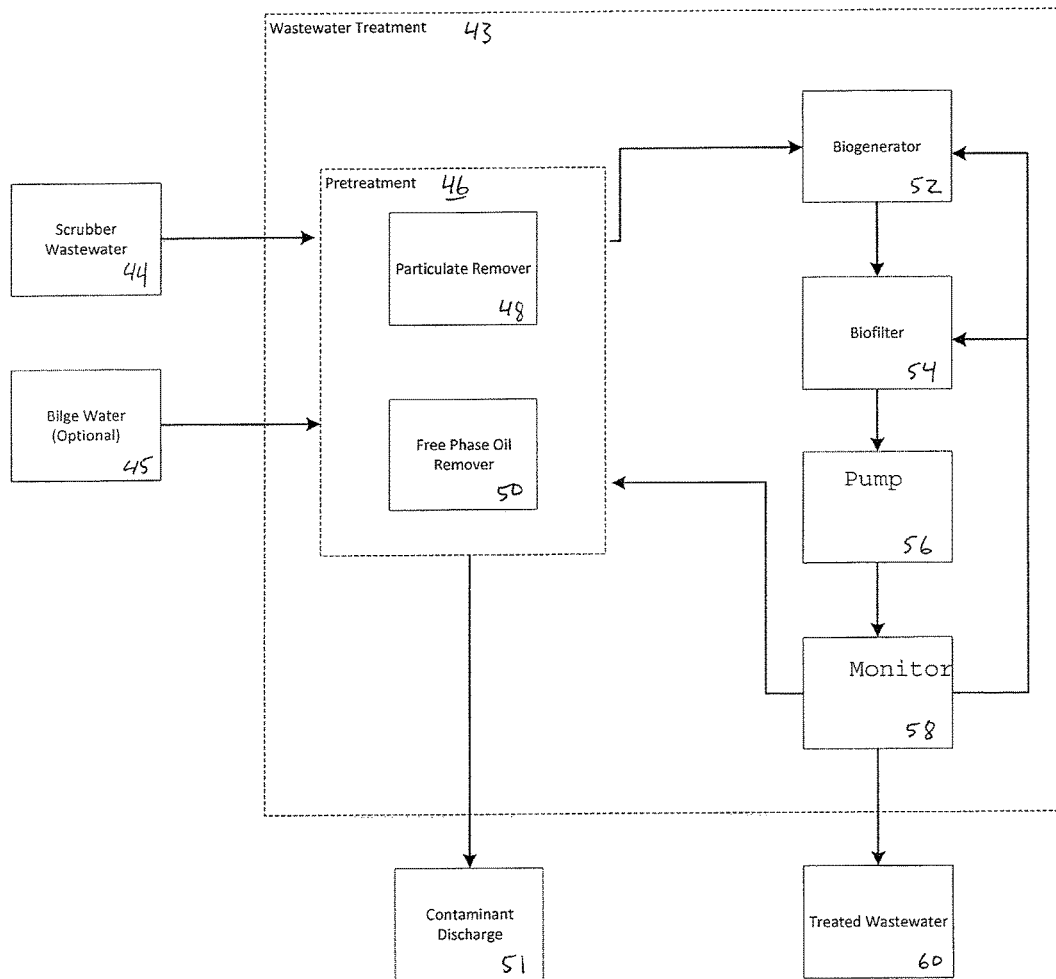 Wastewater Treatment 43
Biogenerator
52
Pretreatment 46
Scrubber
Wastewater
44
Particulate Remover
48
Biofilter
54
Bilge Water
(Optional)
45
Free Phase Oil
Remover
50
Pump
56
Monitor
58
Contaminant
Discharge
51
Treated Wastewater
60